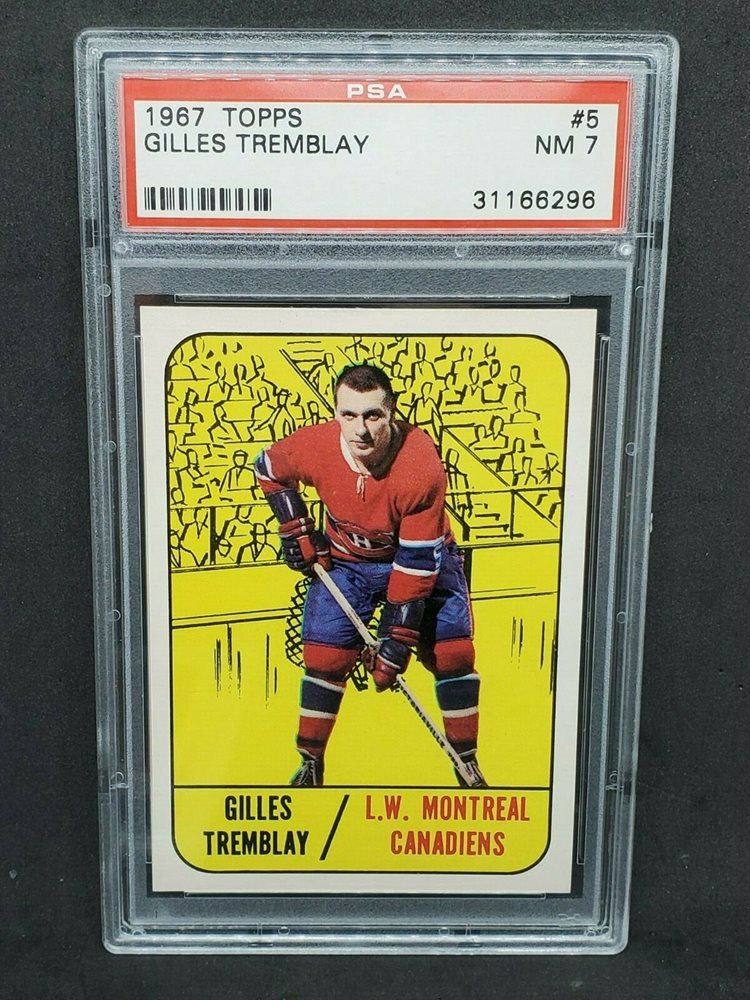 PSA
1967 TOPPS #5
GILLES TREMBLAY NM 7
31166296
GILLES / L.W. MONTREAL
TREMBLAY CANADIENS